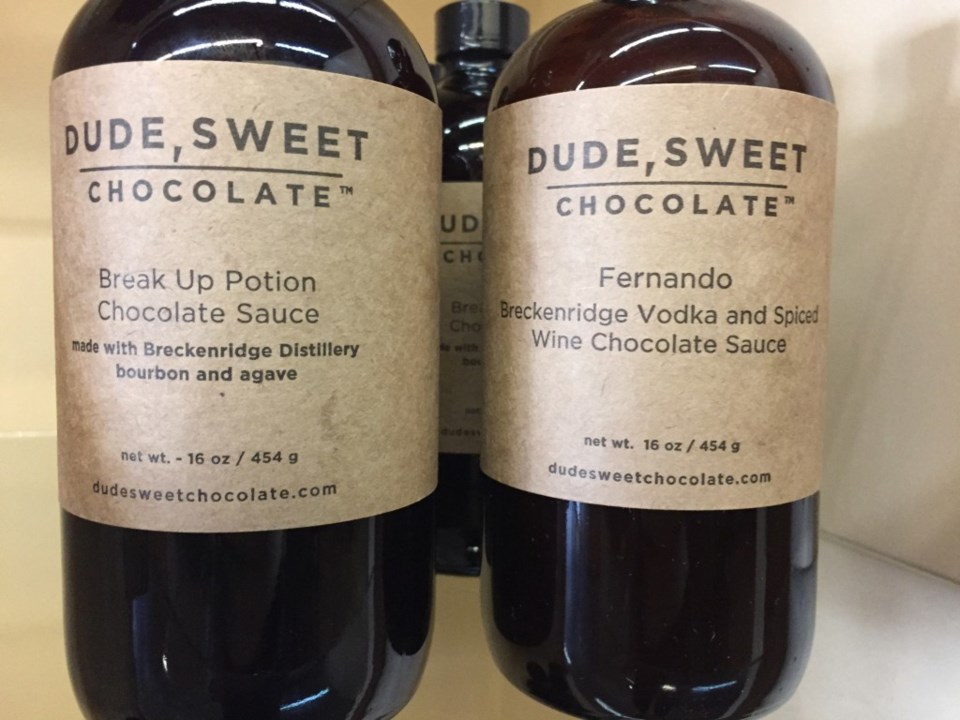 DUDE, SWEET
CHOCOLATE™
Break Up Potion
Chocolate Sauce
made with Breckenridge Distillery
bourbon and agave
net wt. - 16 oz / 454 g
dudesweetchocolate.com
DUDE, SWEET
CHOCOLATE™
Fernando
Breckenridge Vodka and Spiced
Wine Chocolate Sauce
net wt. 16 oz / 454 g
dudesweetchocolate.com